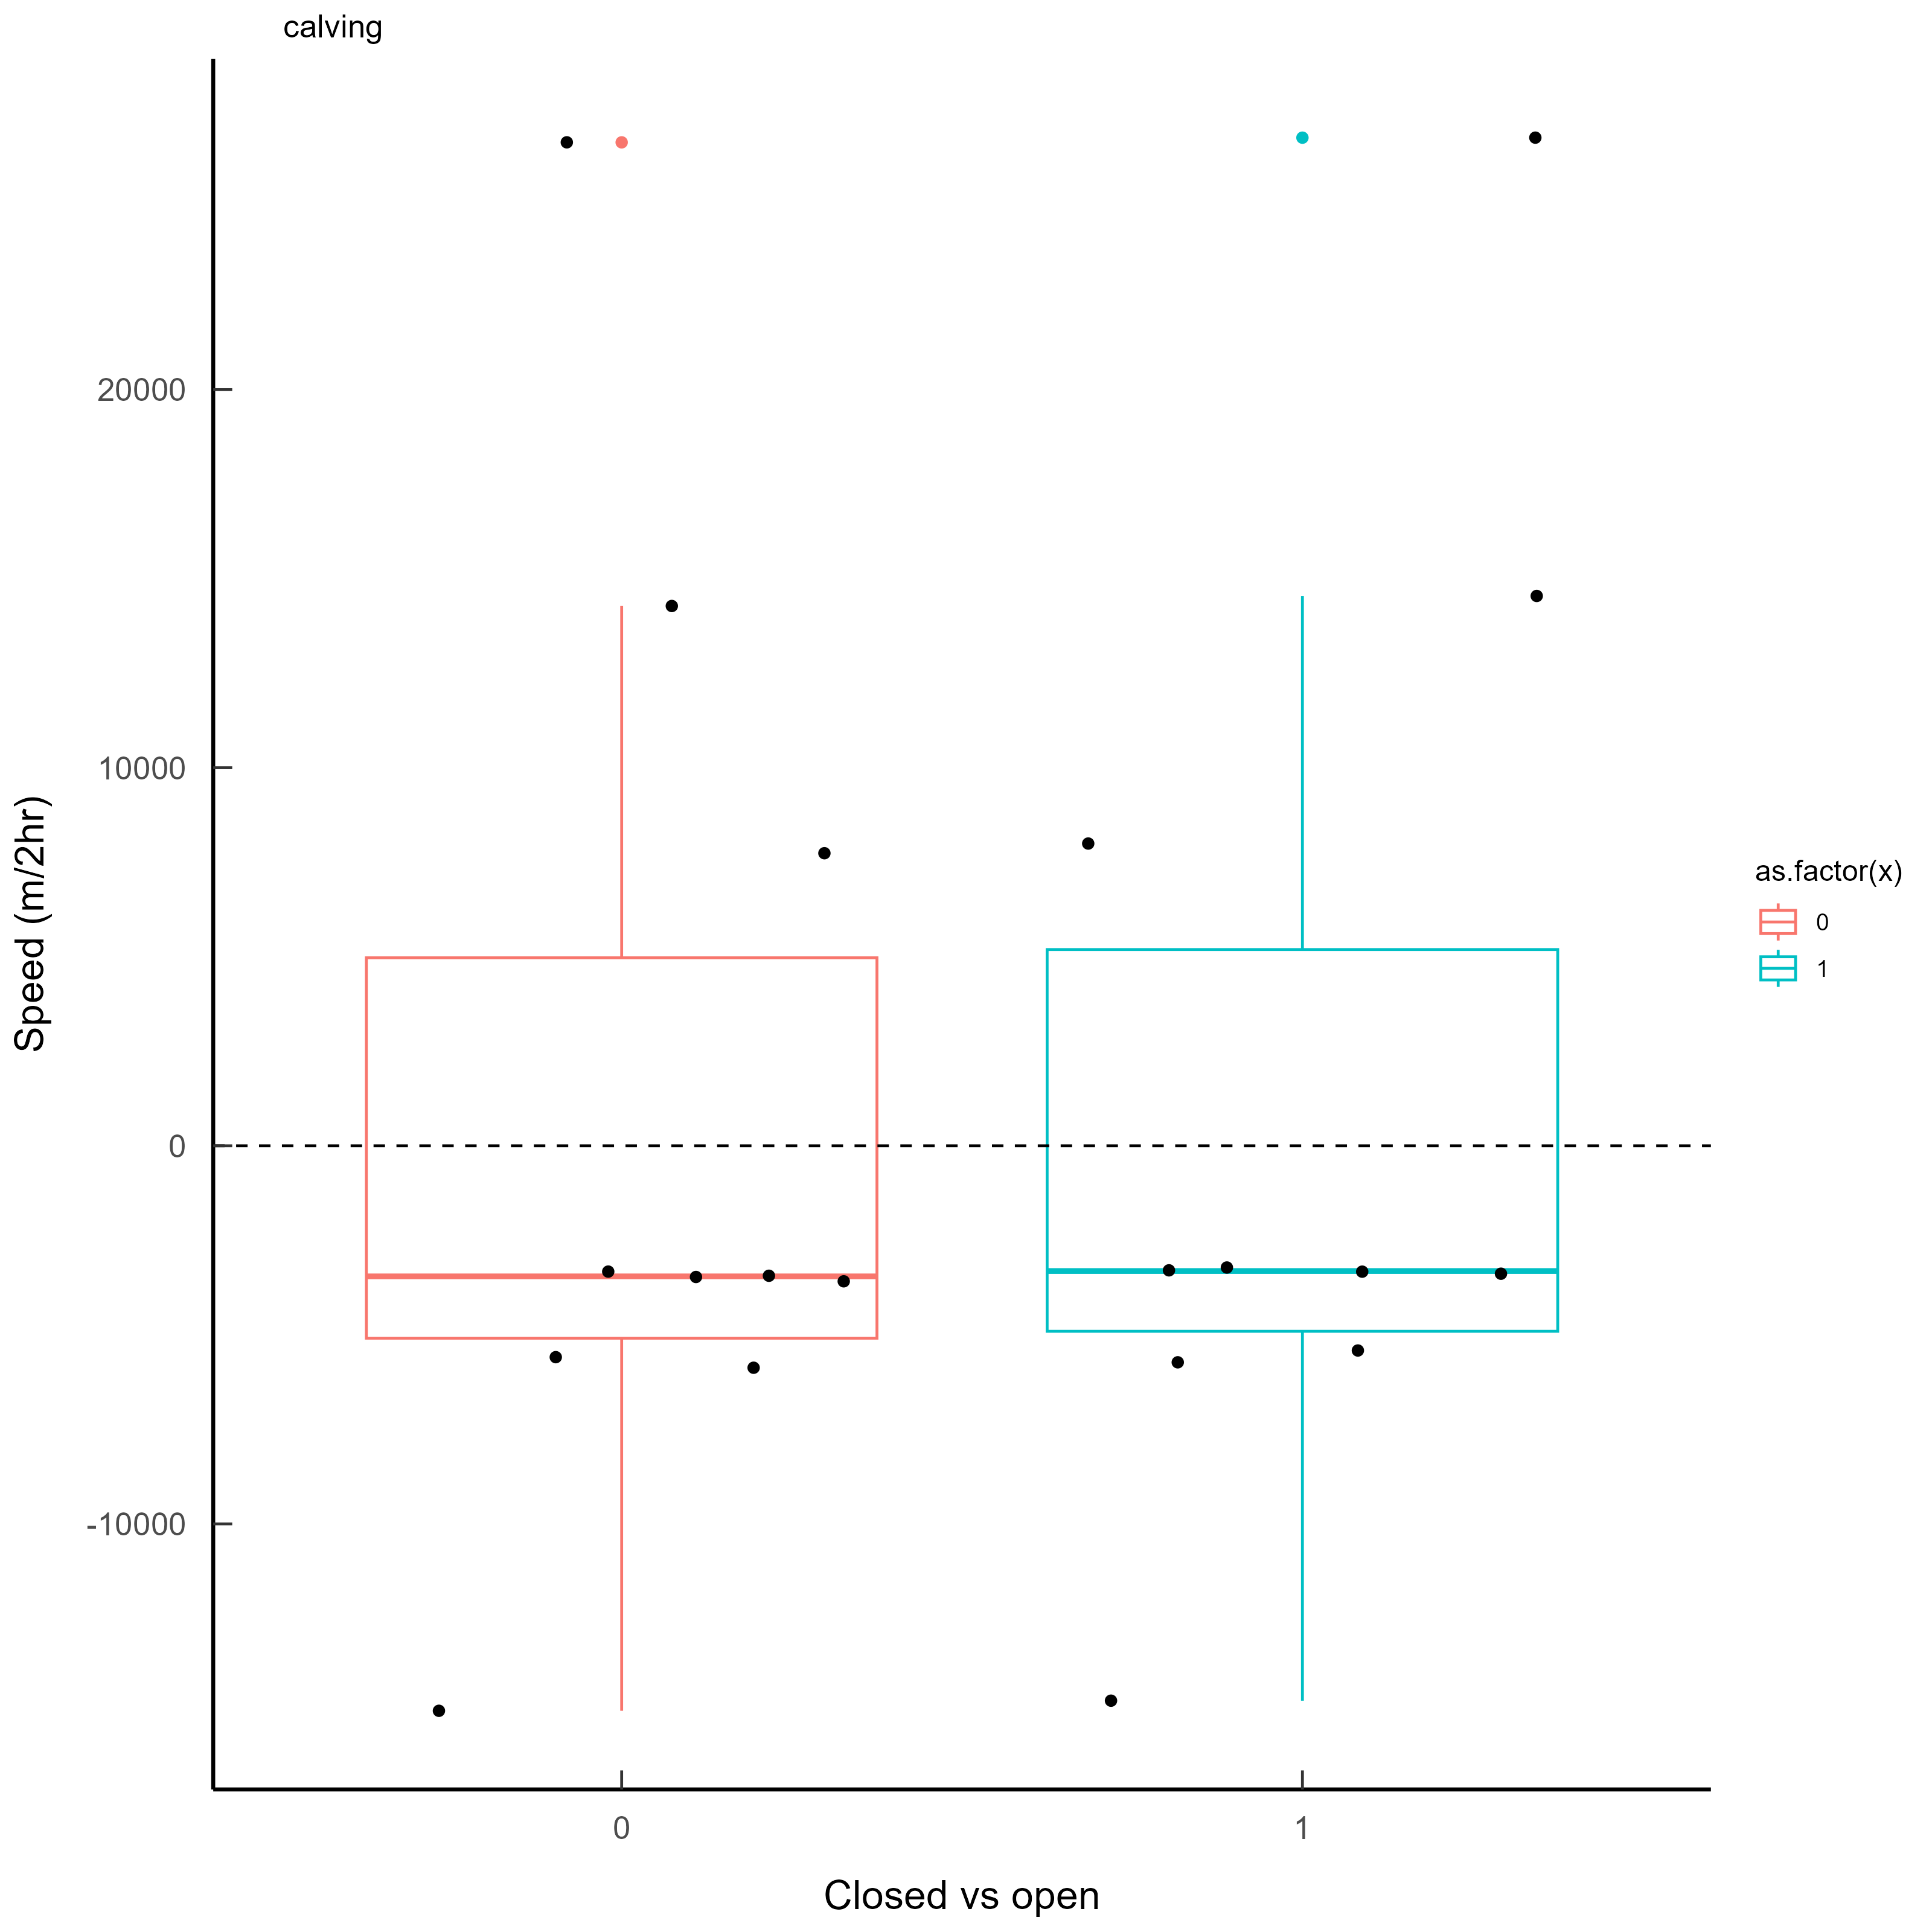 calving
20000
10000
0
-10000
Speed (m/2hr)
0
1
Closed vs open
as.factor(x)
0
1